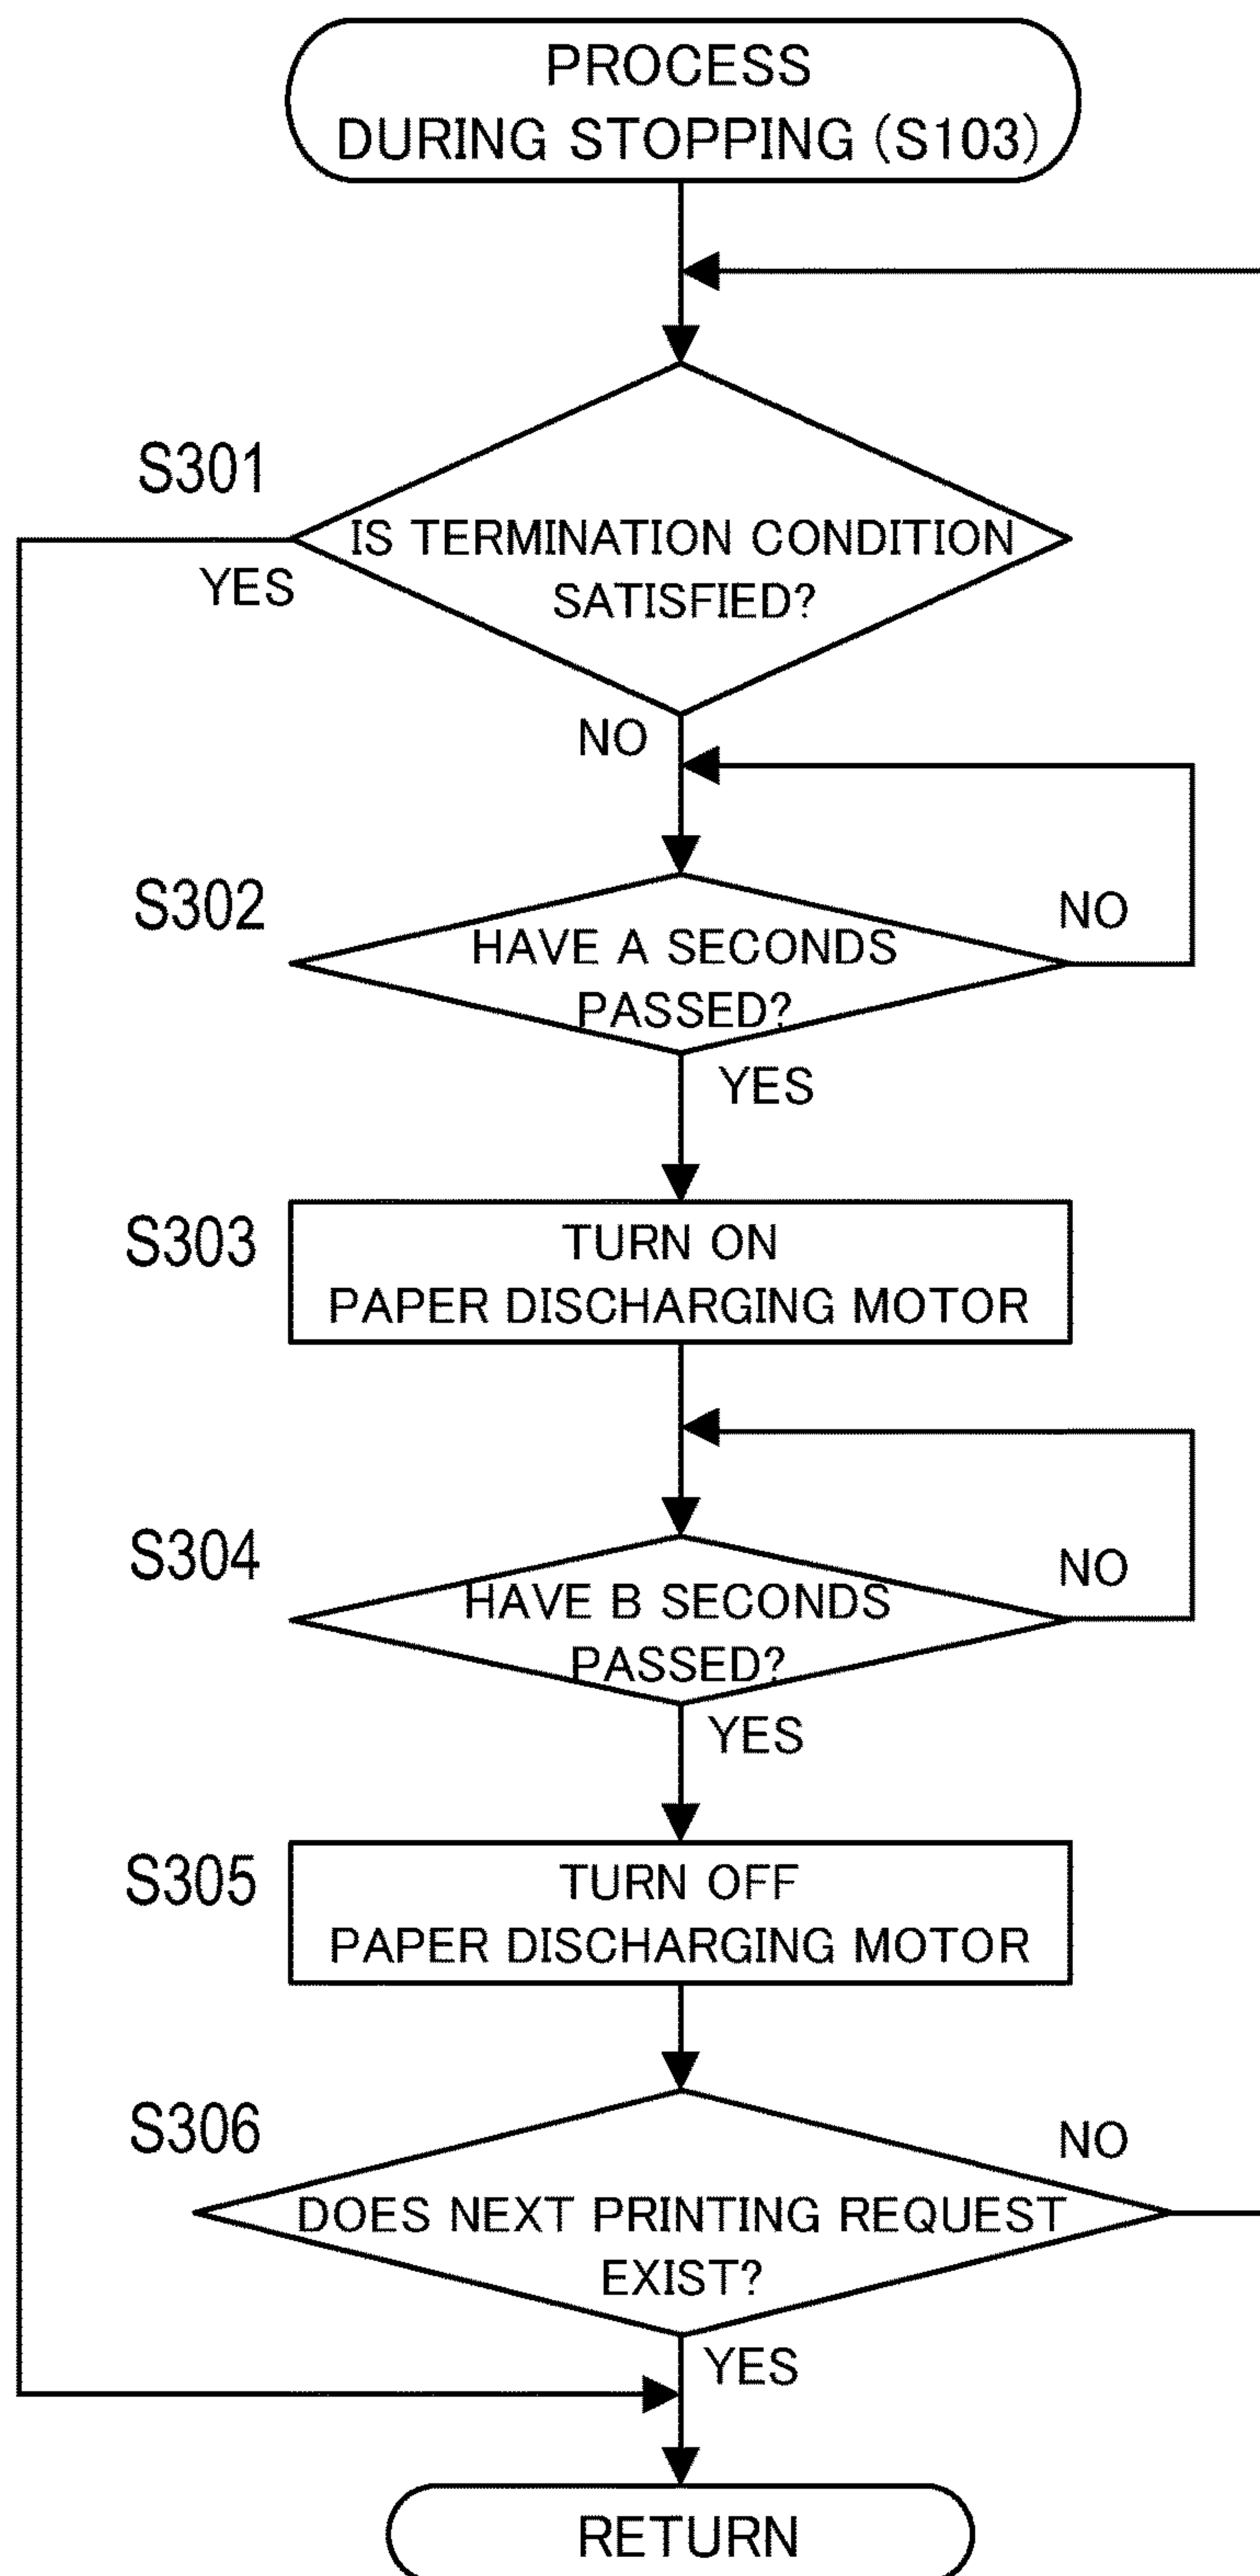 PROCESS
DURING STOPPING (S103)
S301
IS TERMINATION CONDITION
SATISFIED?
YES
NO
S302
HAVE A SECONDS
PASSED?
NO
YES
S303
TURN ON
PAPER DISCHARGING MOTOR
S304
HAVE B SECONDS
PASSED?
NO
YES
S305
TURN OFF
PAPER DISCHARGING MOTOR
S306
DOES NEXT PRINTING REQUEST
EXIST?
NO
YES
RETURN